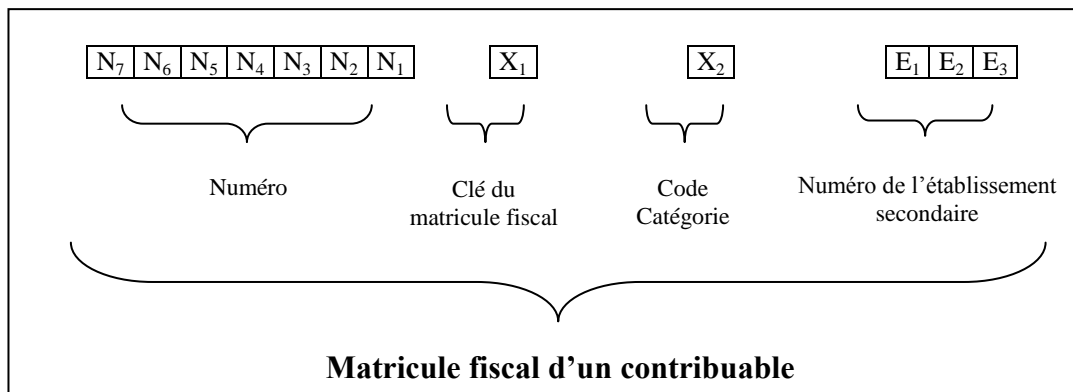 N₇ N₆ N₅ N₄ N₃ N₂ N₁ X₁ X₂ E₁ E₂ E₃
Numéro
Clé du
matricule fiscal
Code
Catégorie
Numéro de l’établissement
secondaire
Matricule fiscal d’un contribuable